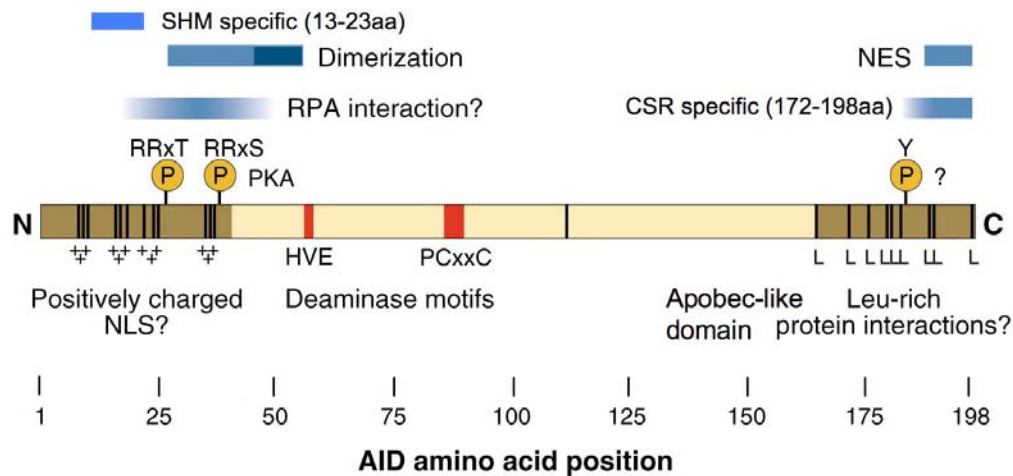 SHM specific (13-23aa)
Dimerization
NES
RPA interaction?
CSR specific (172-198aa)
RRxT RRxS Y
P P PKA P ?
N C
+++ ++++ +++ +++ L L L LLLL LL L
HVE PCxxC
Positively charged
NLS?
Deaminase motifs
Apobec-like
domain
Leu-rich
protein interactions?
1 25 50 75 100 125 150 175 198
AID amino acid position